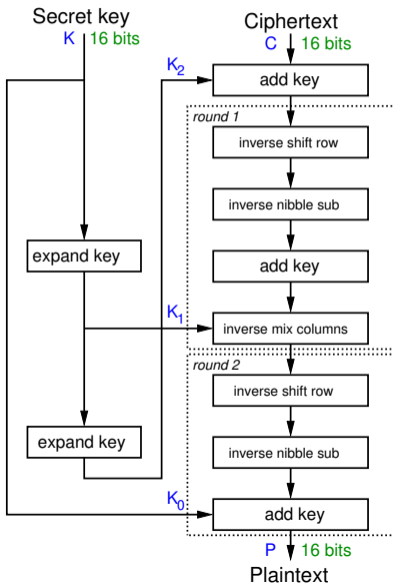 Secret key
K 16 bits
Ciphertext
C 16 bits
K2
add key
round 1
inverse shift row
inverse nibble sub
expand key
add key
K1
inverse mix columns
round 2
inverse shift row
expand key
inverse nibble sub
K0
add key
P 16 bits
Plaintext